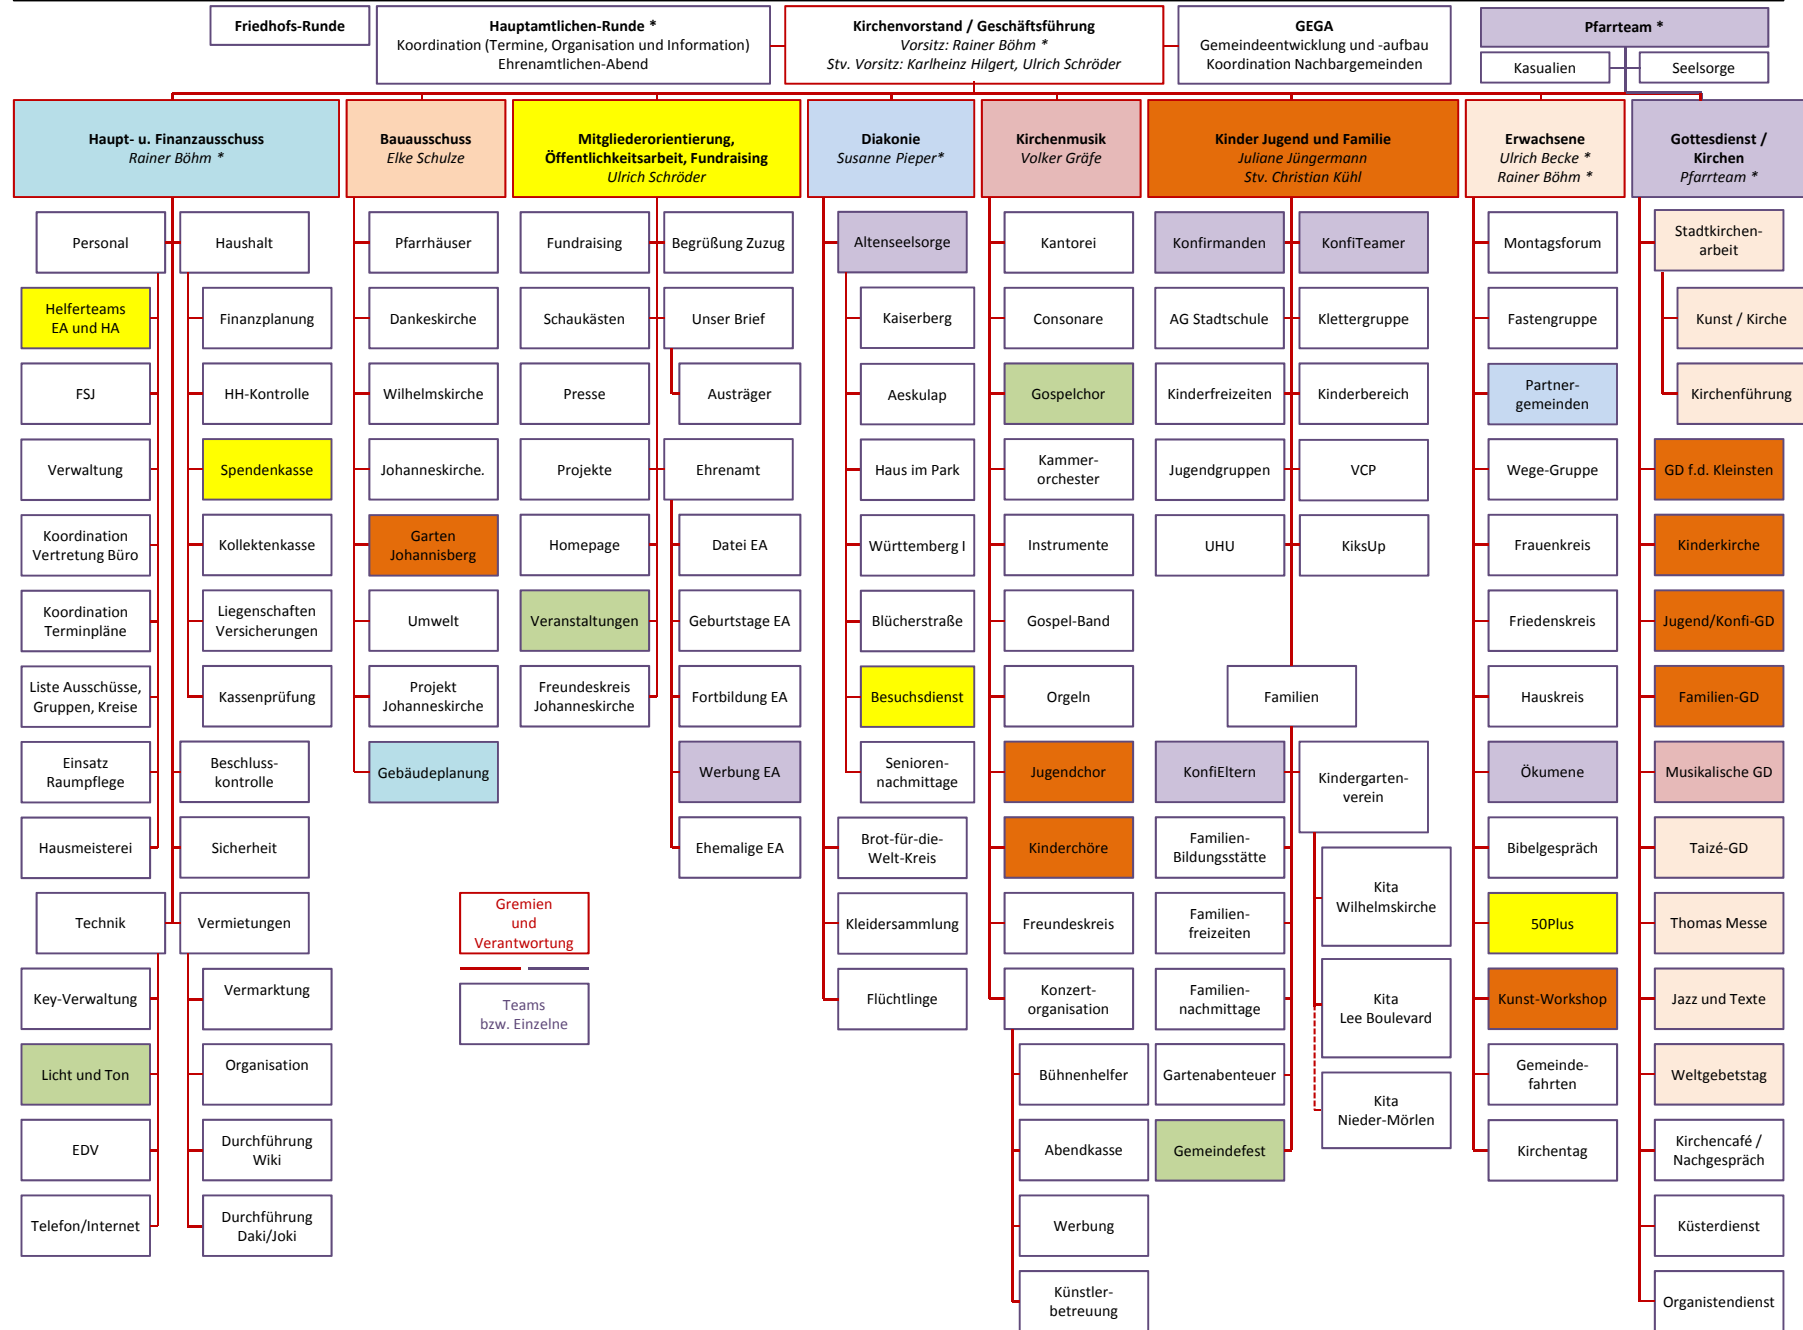 Friedhofs-Runde
Hauptamtlichen-Runde *
Koordination (Termine, Organisation und Information)
Ehrenamtlichen-Abend
Kirchenvorstand / Geschäftsführung
Vorsitz: Rainer Böhm *
Stv. Vorsitz: Karlheinz Hilgert, Ulrich Schröder
GEGA
Gemeindeentwicklung und -aufbau
Koordination Nachbargemeinden
Pfarrteam *
Kasualien
Seelsorge
Haupt- u. Finanzausschuss
Rainer Böhm *
Personal
Haushalt
Helferteams
EA und HA
Finanzplanung
FSJ
HH-Kontrolle
Verwaltung
Spendenkasse
Koordination
Vertretung Büro
Kollektenkasse
Koordination
Terminpläne
Liegenschaften
Versicherungen
Liste Ausschüsse,
Gruppen, Kreise
Kassenprüfung
Einsatz
Raumpflege
Beschluss-
kontrolle
Hausmeisterei
Sicherheit
Technik
Vermietungen
Key-Verwaltung
Vermarktung
Licht und Ton
Organisation
EDV
Durchführung
Wiki
Telefon/Internet
Durchführung
Daki/Joki
Bauausschuss
Elke Schulze
Pfarrhäuser
Dankeskirche
Wilhelmskirche
Johanneskirche.
Garten
Johannisberg
Umwelt
Projekt
Johanneskirche
Gebäudeplanung
Mitgliederorientierung,
Öffentlichkeitsarbeit, Fundraising
Ulrich Schröder
Fundraising
Begrüßung Zuzug
Schaukästen
Unser Brief
Presse
Austräger
Projekte
Ehrenamt
Homepage
Datei EA
Veranstaltungen
Geburtstage EA
Freundeskreis
Johanneskirche
Fortbildung EA
Werbung EA
Ehemalige EA
Gremien
und
Verantwortung
Teams
bzw. Einzelne
Diakonie
Susanne Pieper*
Altenseelsorge
Kaiserberg
Aeskulap
Haus im Park
Württemberg I
Blücherstraße
Besuchsdienst
Senioren-
nachmittage
Brot-für-die-
Welt-Kreis
Kleidersammlung
Flüchtlinge
Kirchenmusik
Volker Gräfe
Kantorei
Consonare
Gospelchor
Kammer-
orchester
Instrumente
Gospel-Band
Orgeln
Jugendchor
Kinderchöre
Freundeskreis
Konzert-
organisation
Bühnenhelfer
Abendkasse
Werbung
Künstler-
betreuung
Kinder Jugend und Familie
Juliane Jüngermann
Stv. Christian Kühl
Konfirmanden
KonfiTeamer
AG Stadtschule
Klettergruppe
Kinderfreizeiten
Kinderbereich
Jugendgruppen
VCP
UHU
KiksUp
Familien
KonfiEltern
Kindergarten-
verein
Familien-
Bildungsstätte
Kita
Wilhelmskirche
Familien-
freizeiten
Familien-
nachmittage
Kita
Lee Boulevard
Gartenabenteuer
Kita
Nieder-Mörlen
Gemeindefest
Erwachsene
Ulrich Becke *
Rainer Böhm *
Montagsforum
Fastengruppe
Partner-
gemeinden
Wege-Gruppe
Frauenkreis
Friedenskreis
Hauskreis
Ökumene
Bibelgespräch
50Plus
Kunst-Workshop
Gemeinde-
fahrten
Kirchentag
Gottesdienst /
Kirchen
Pfarrteam *
Stadtkirchen-
arbeit
Kunst / Kirche
Kirchenführung
GD f.d. Kleinsten
Kinderkirche
Jugend/Konfi-GD
Familien-GD
Musikalische GD
Taizé-GD
Thomas Messe
Jazz und Texte
Weltgebetstag
Kirchencafé /
Nachgespräch
Küsterdienst
Organistendienst